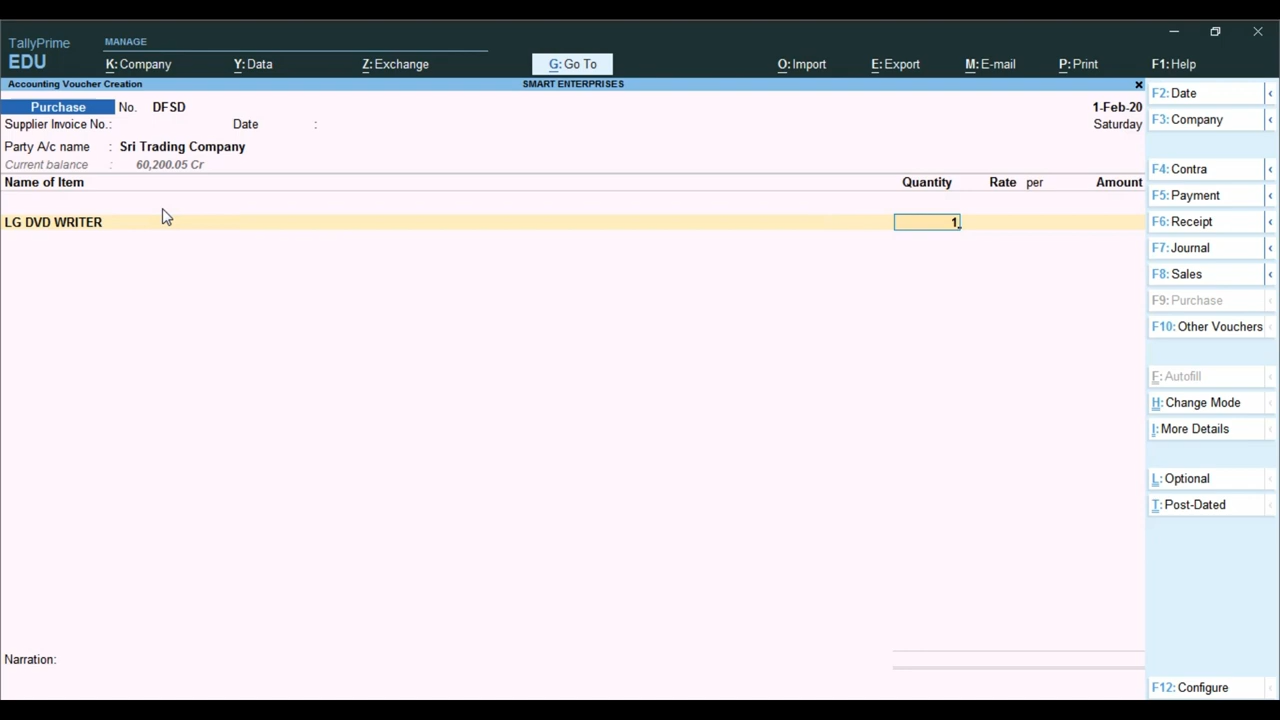 TallyPrime
EDU
MANAGE
K: Company
Y: Data
Z: Exchange
G: Go To
O: Import
E: Export
M: E-mail
P: Print
F1: Help
Accounting Voucher Creation
SMART ENTERPRISES
Purchase No. DFSD
1-Feb-20
Supplier Invoice No.: Date :
Saturday
Party A/c name : Sri Trading Company
Current balance : 60,200.05 Cr
Name of Item Quantity Rate per Amount
LG DVD WRITER 1
Narration:
F2: Date
F3: Company
F4: Contra
F5: Payment
F6: Receipt
F7: Journal
F8: Sales
F9: Purchase
F10: Other Vouchers
F: Autofill
H: Change Mode
I: More Details
L: Optional
T: Post-Dated
F12: Configure